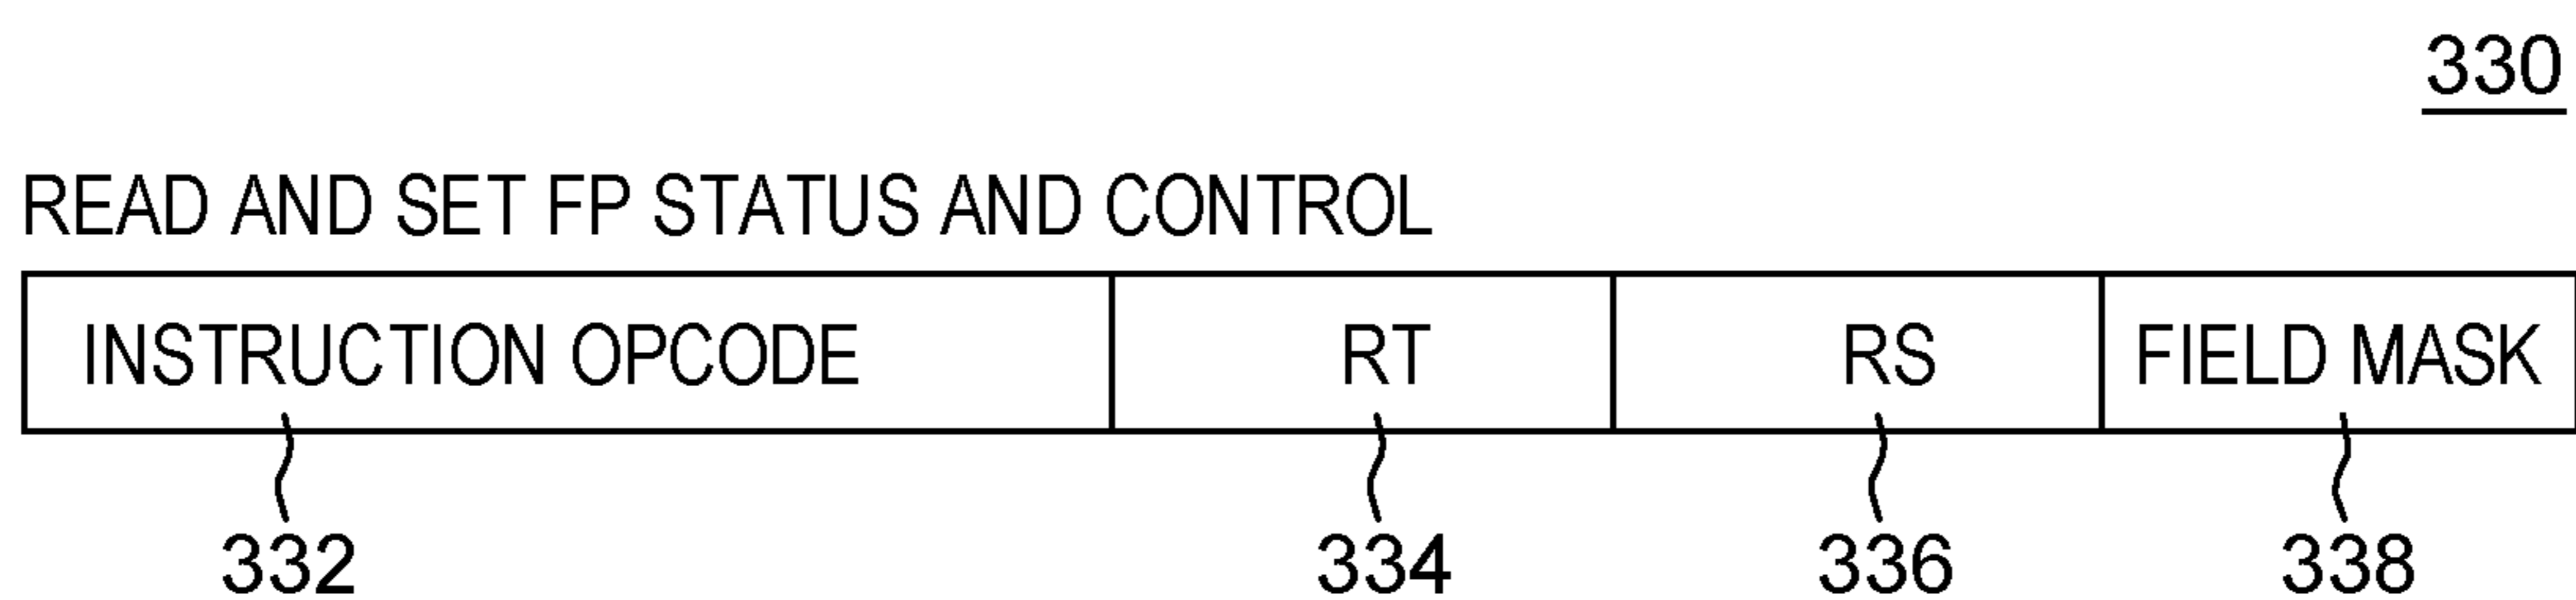 330
READ AND SET FP STATUS AND CONTROL
INSTRUCTION OPCODE RT RS FIELD MASK
332 334 336 338